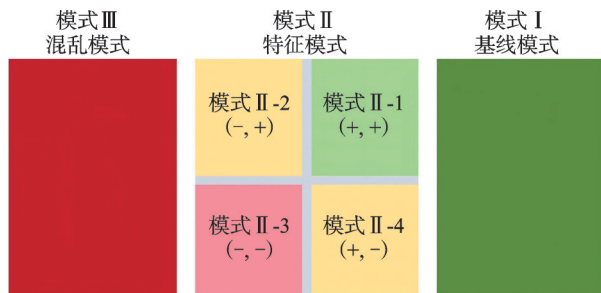 模式Ⅲ
混乱模式
模式Ⅱ
特征模式
模式Ⅰ
基线模式
模式Ⅱ-2
(-, +)
模式Ⅱ-1
(+, +)
模式Ⅱ-3
(-, -)
模式Ⅱ-4
(+, -)